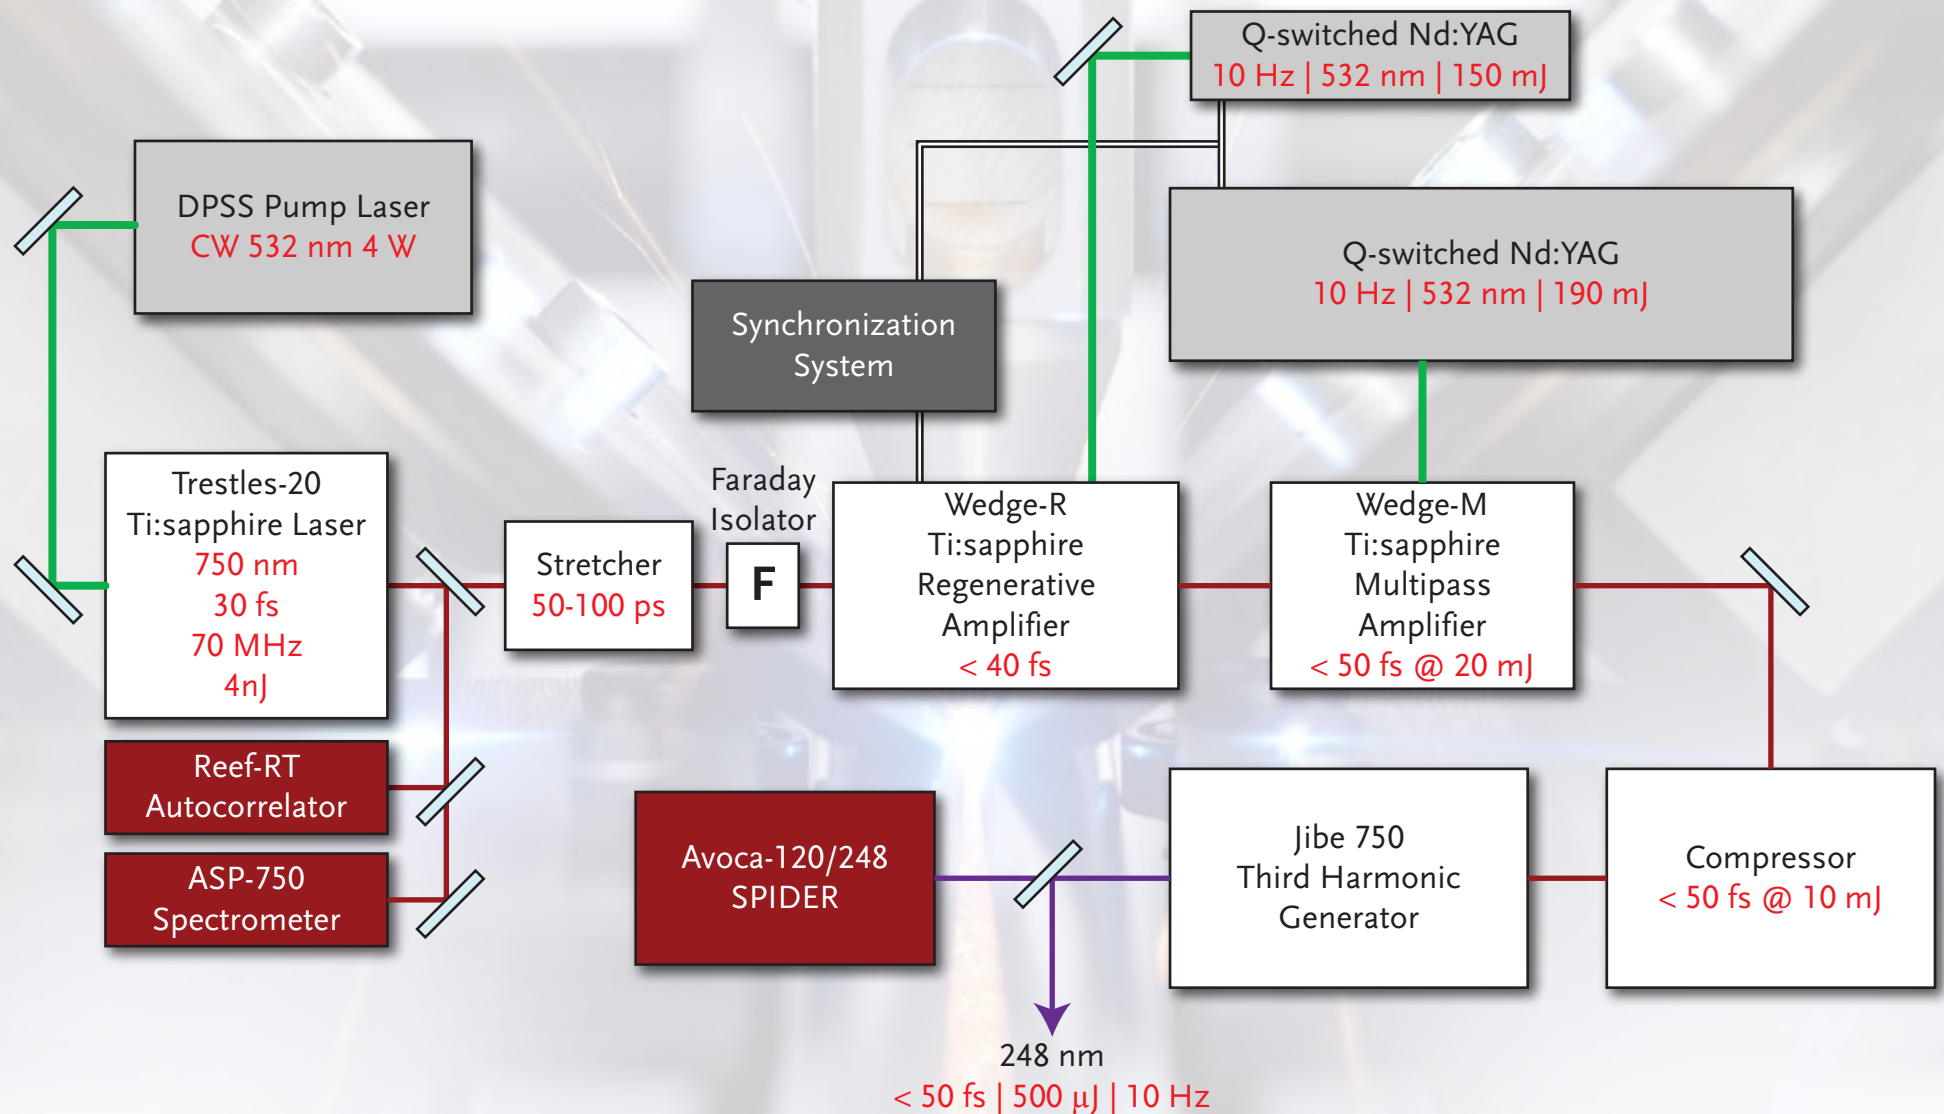 Q-switched Nd:YAG
10 Hz | 532 nm | 150 mJ
DPSS Pump Laser
CW 532 nm 4 W
Q-switched Nd:YAG
10 Hz | 532 nm | 190 mJ
Synchronization
System
Trestles-20
Ti:sapphire Laser
750 nm
30 fs
70 MHz
4nJ
Stretcher
50-100 ps
Faraday
Isolator
F
Wedge-R
Ti:sapphire
Regenerative
Amplifier
< 40 fs
Wedge-M
Ti:sapphire
Multipass
Amplifier
< 50 fs @ 20 mJ
Reef-RT
Autocorrelator
ASP-750
Spectrometer
Avoca-120/248
SPIDER
Jibe 750
Third Harmonic
Generator
Compressor
< 50 fs @ 10 mJ
248 nm
< 50 fs | 500 µJ | 10 Hz